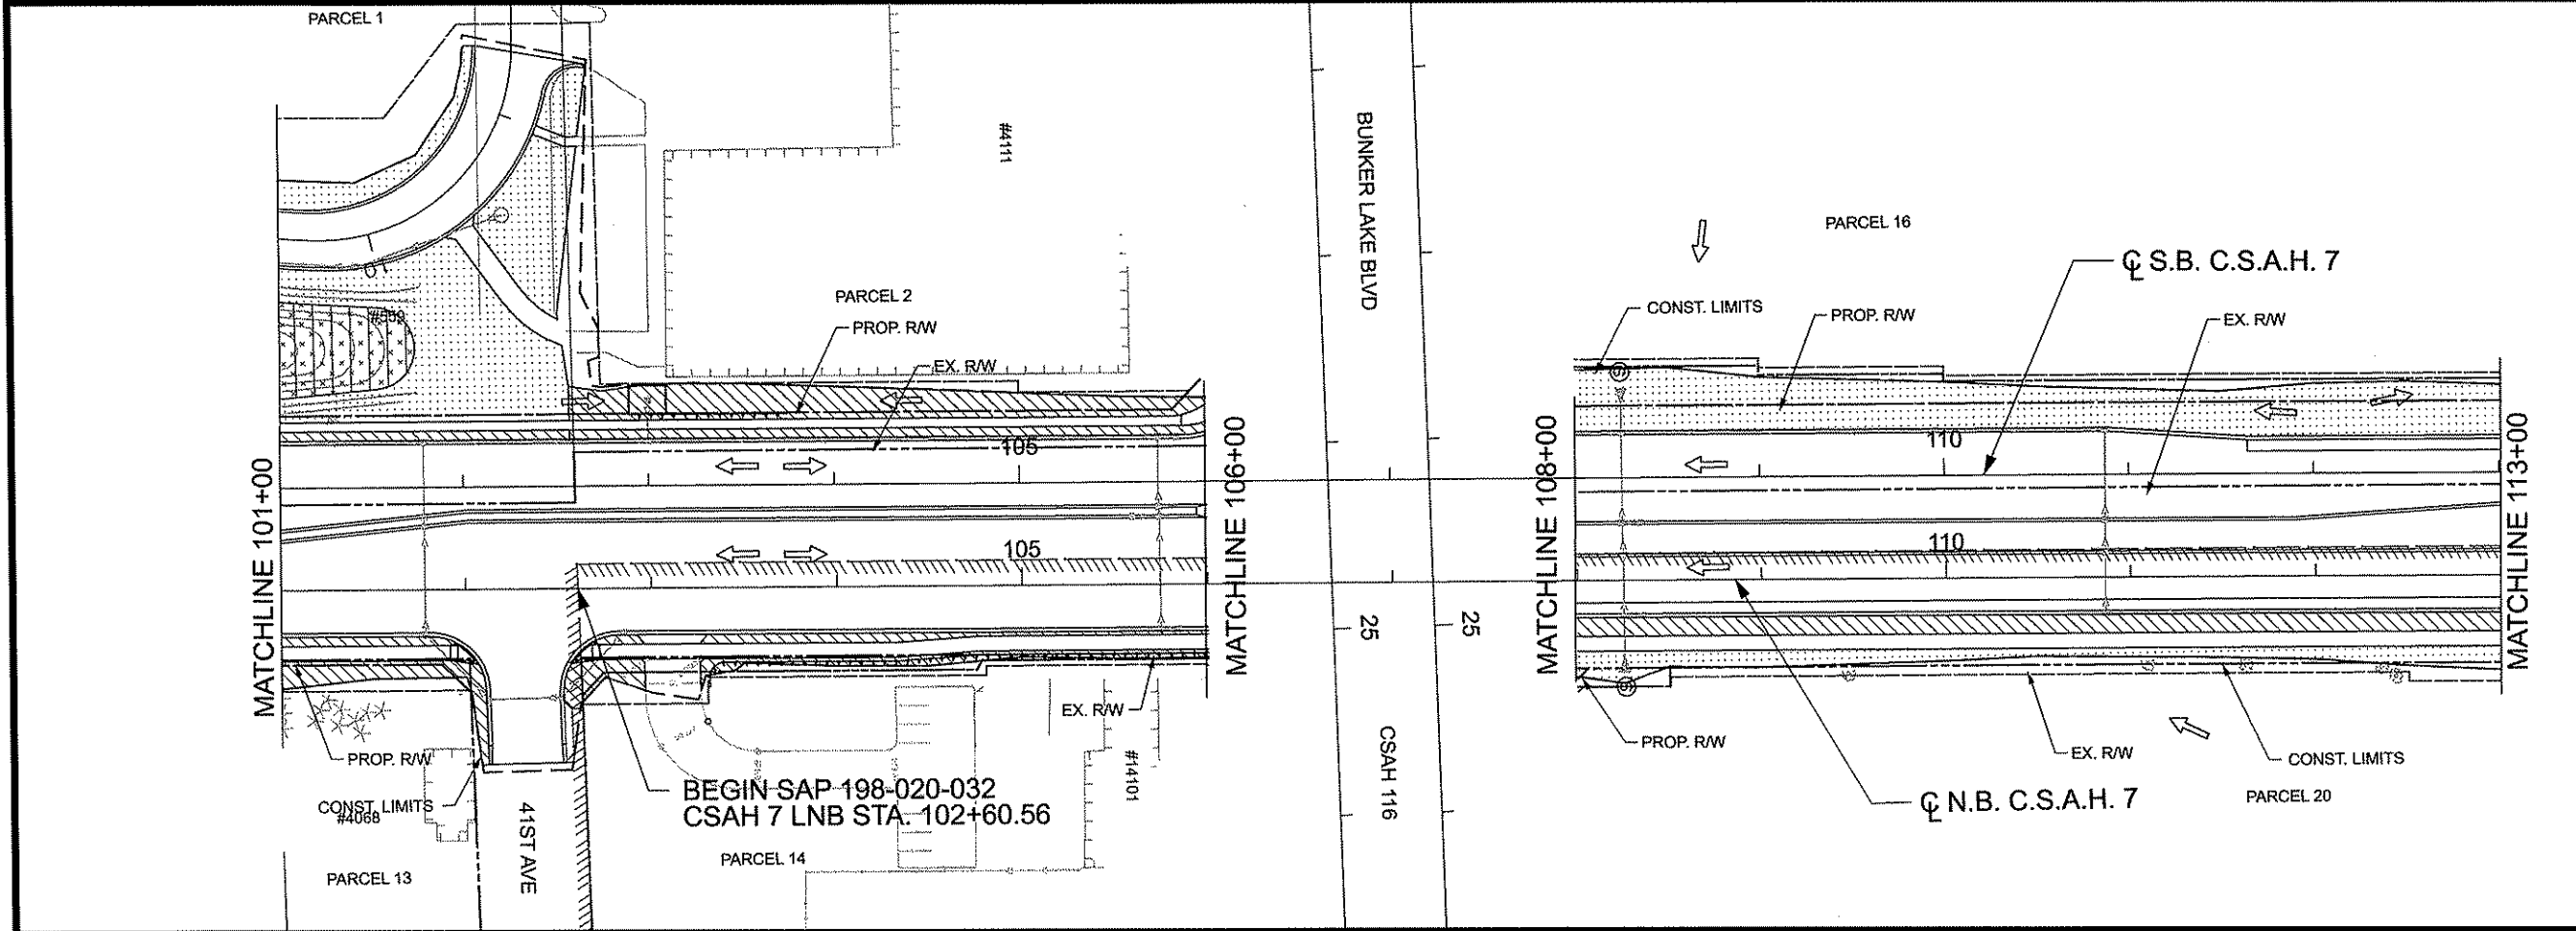 PARCEL 1
#4111
BUNKER LAKE BLVD
PARCEL 16
℄ S.B. C.S.A.H. 7
PARCEL 2
PROP. R/W
CONST. LIMITS
PROP. R/W
EX. R/W
10
#559
EX. R/W
MATCHLINE 101+00
105
MATCHLINE 106+00
MATCHLINE 108+00
110
MATCHLINE 113+00
105
110
25
25
PROP. R/W
EX. R/W
PROP. R/W
EX. R/W
CONST. LIMITS
#14101
BEGIN SAP 198-020-032
CSAH 7 LNB STA. 102+60.56
CONST. LIMITS
#4068
41ST AVE
CSAH 116
℄ N.B. C.S.A.H. 7
PARCEL 20
PARCEL 14
PARCEL 13